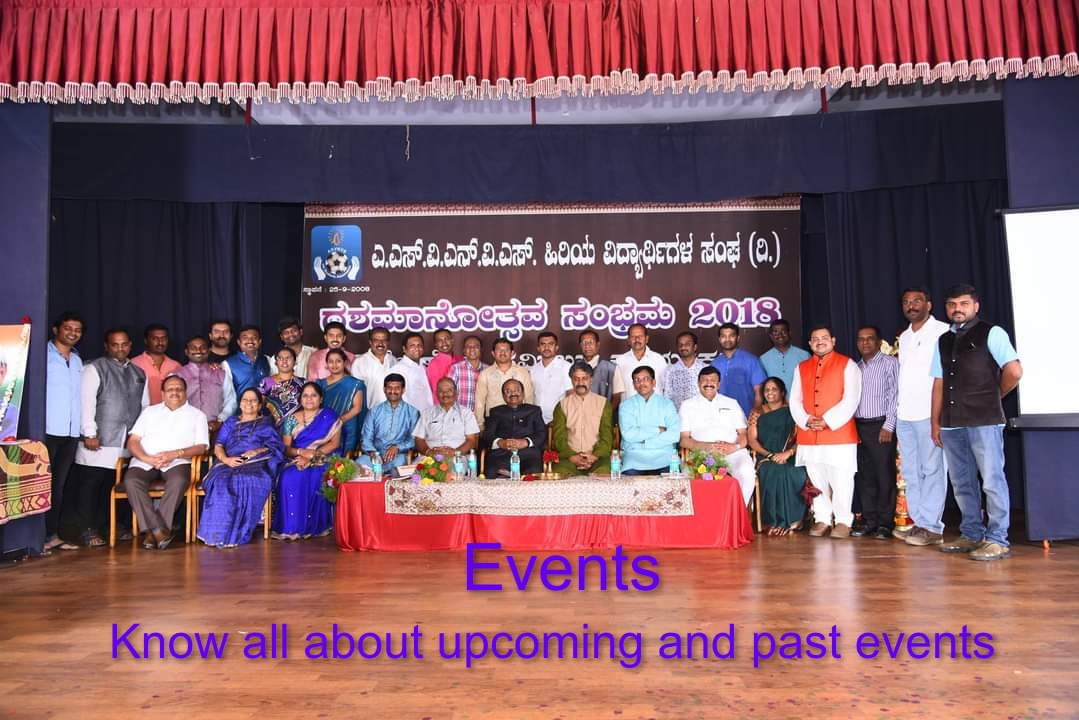 ಎ.ಎಸ್.ವಿ.ಎನ್.ವಿ.ಎಸ್. ಹಿರಿಯ ವಿದ್ಯಾರ್ಥಿಗಳ ಸಂಘ (ರಿ.)
ಸ್ಥಾಪನೆ : 25-9-2008
ದಶಮಾನೋತ್ಸವ ಸಂಭ್ರಮ 2018
Events
Know all about upcoming and past events